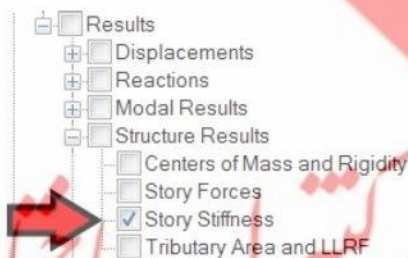 Results
Displacements
Reactions
Modal Results
Structure Results
Centers of Mass and Rigidity
Story Forces
Story Stiffness
Tributary Area and LLRF